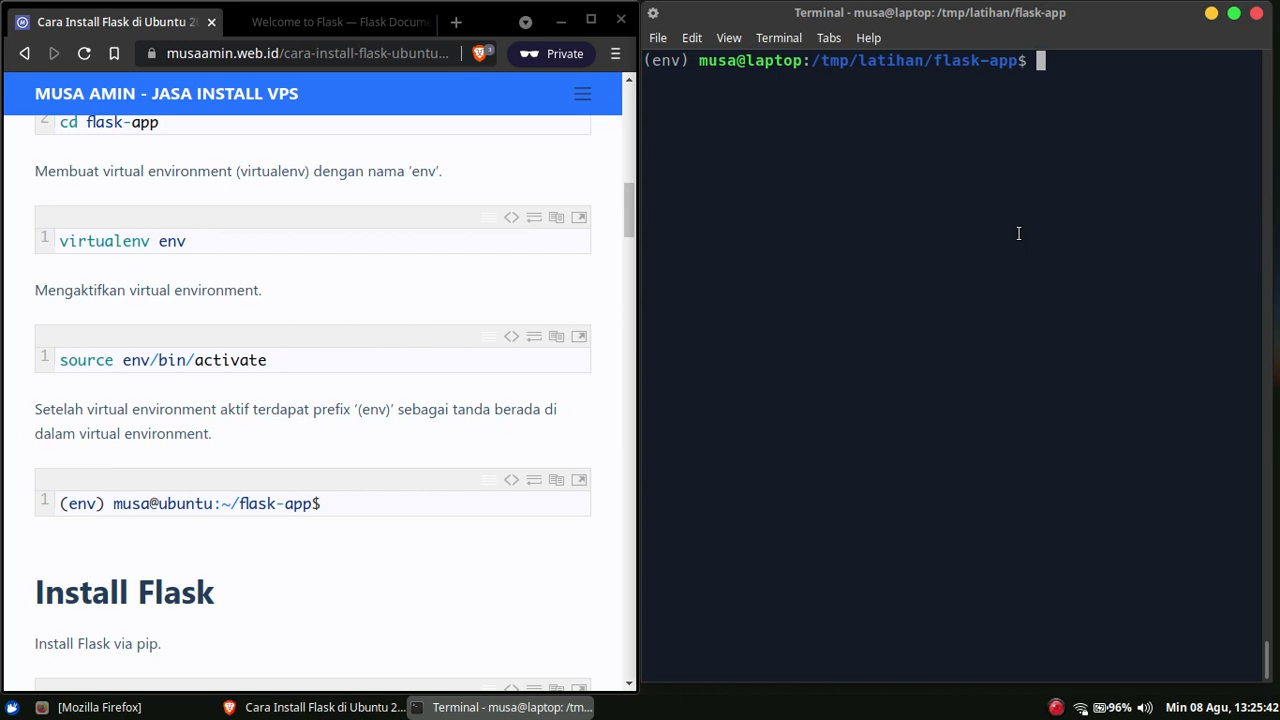 Cara Install Flask di Ubuntu 2
Welcome to Flask — Flask Docum
musaamin.web.id/cara-install-flask-ubuntu...
3
Private
MUSA AMIN - JASA INSTALL VPS
2 cd flask-app
Membuat virtual environment (virtualenv) dengan nama ‘env’.
1 virtualenv env
Mengaktifkan virtual environment.
1 source env/bin/activate
Setelah virtual environment aktif terdapat prefix ‘(env)’ sebagai tanda berada di
dalam virtual environment.
1 (env) musa@ubuntu:~/flask-app$
Install Flask
Install Flask via pip.
Terminal - musa@laptop: /tmp/latihan/flask-app
File Edit View Terminal Tabs Help
(env) musa@laptop:/tmp/latihan/flask-app$
[Mozilla Firefox]
Cara Install Flask di Ubuntu 2...
Terminal - musa@laptop: /tm...
96%
Min 08 Agu, 13:25:42